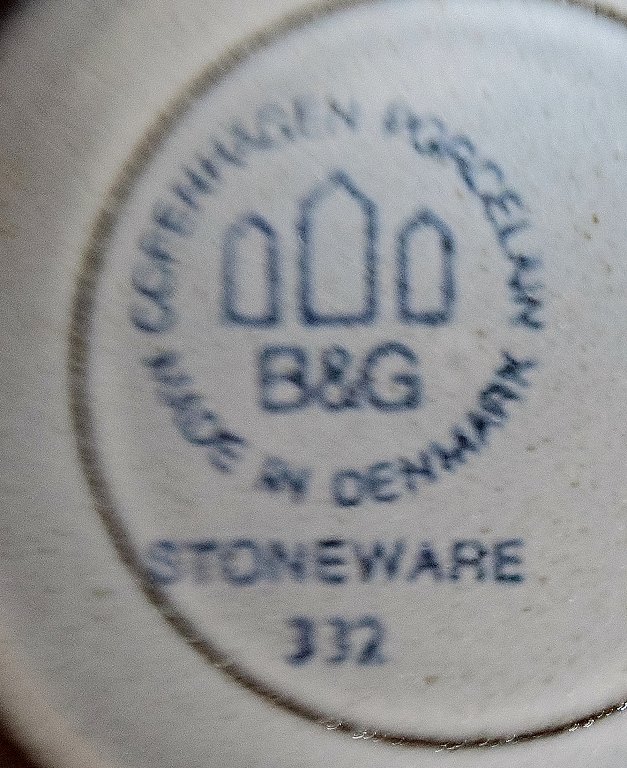 COPENHAGEN PORCELAIN
B&G
MADE IN DENMARK
STONEWARE
332